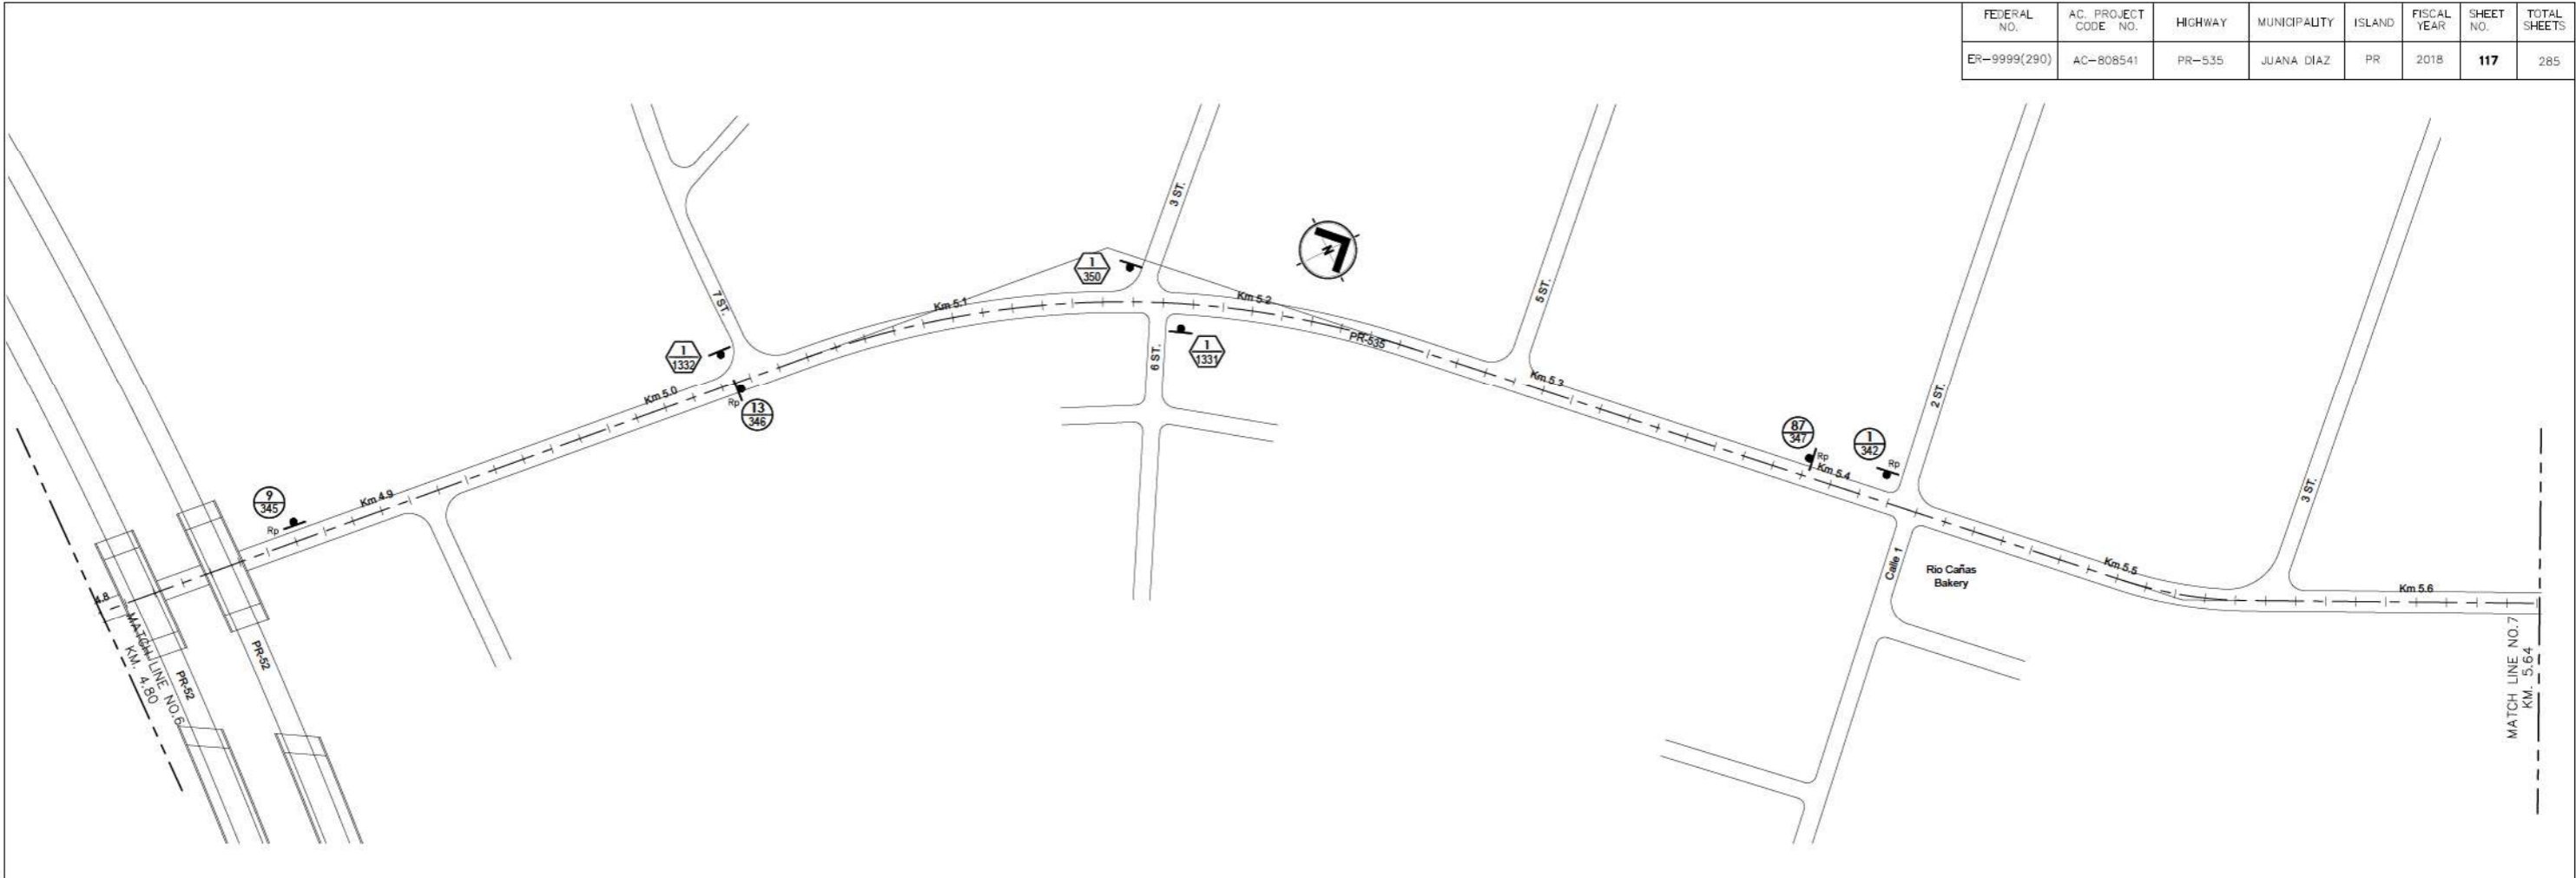 FEDERAL NO.
AC. PROJECT CODE NO.
HIGHWAY
MUNICIPALITY
ISLAND
FISCAL YEAR
SHEET NO.
TOTAL SHEETS
ER-9999(290)
AC-808541
PR-535
JUANA DIAZ
PR
2018
117
285
3 ST.
N
1
350
Km 5.1
Km 5.2
7 ST.
5 ST.
1
1332
6 ST.
1
1331
PR-535
Km 5.0
Rp
13
346
Km 5.3
2 ST.
87
347
Rp
1
342
Rp
Km 5.4
9
345
Rp
Km 4.9
3 ST.
Calle 1
Rio Cañas
Bakery
Km 5.5
Km 5.6
4.8
MATCH LINE NO.6
KM. 4.80
PR-52
PR-52
MATCH LINE NO.7
KM. 5.64